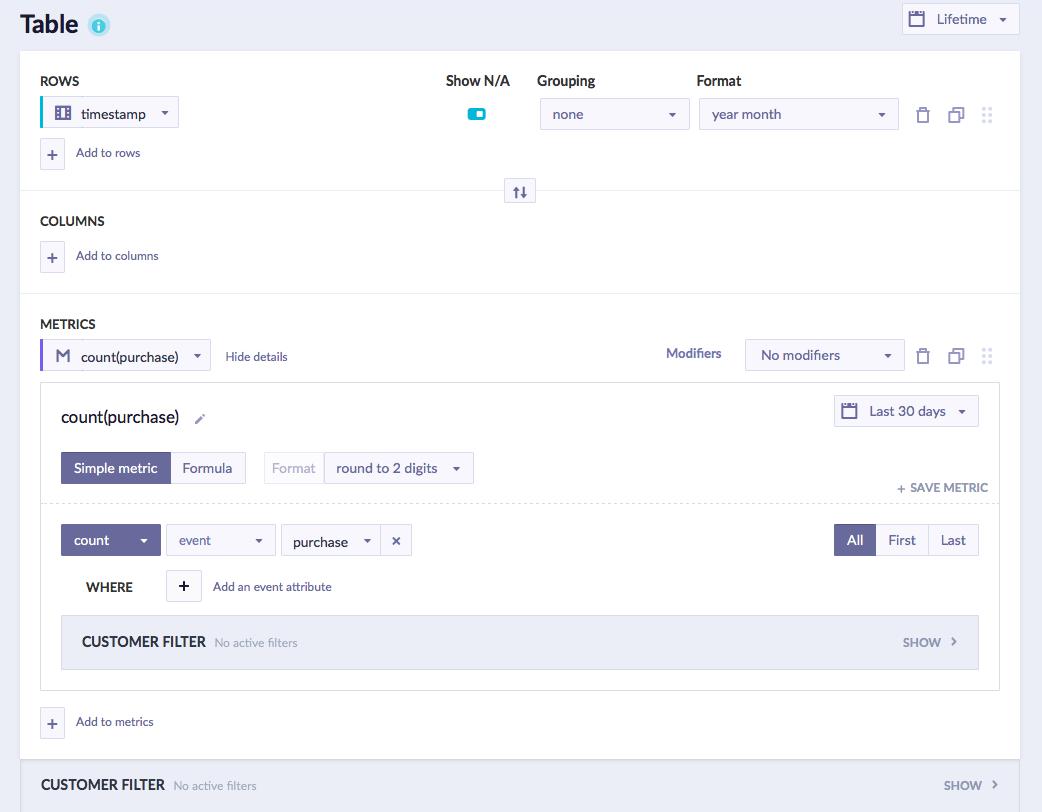 Table
Lifetime
ROWS
Show N/A
Grouping
Format
timestamp
none
year month
+ Add to rows
COLUMNS
+ Add to columns
METRICS
count(purchase)
Hide details
Modifiers
No modifiers
count(purchase)
Last 30 days
Simple metric
Formula
Format
round to 2 digits
+ SAVE METRIC
count
event
purchase
×
All
First
Last
WHERE
+ Add an event attribute
CUSTOMER FILTER No active filters
SHOW
+ Add to metrics
CUSTOMER FILTER No active filters
SHOW